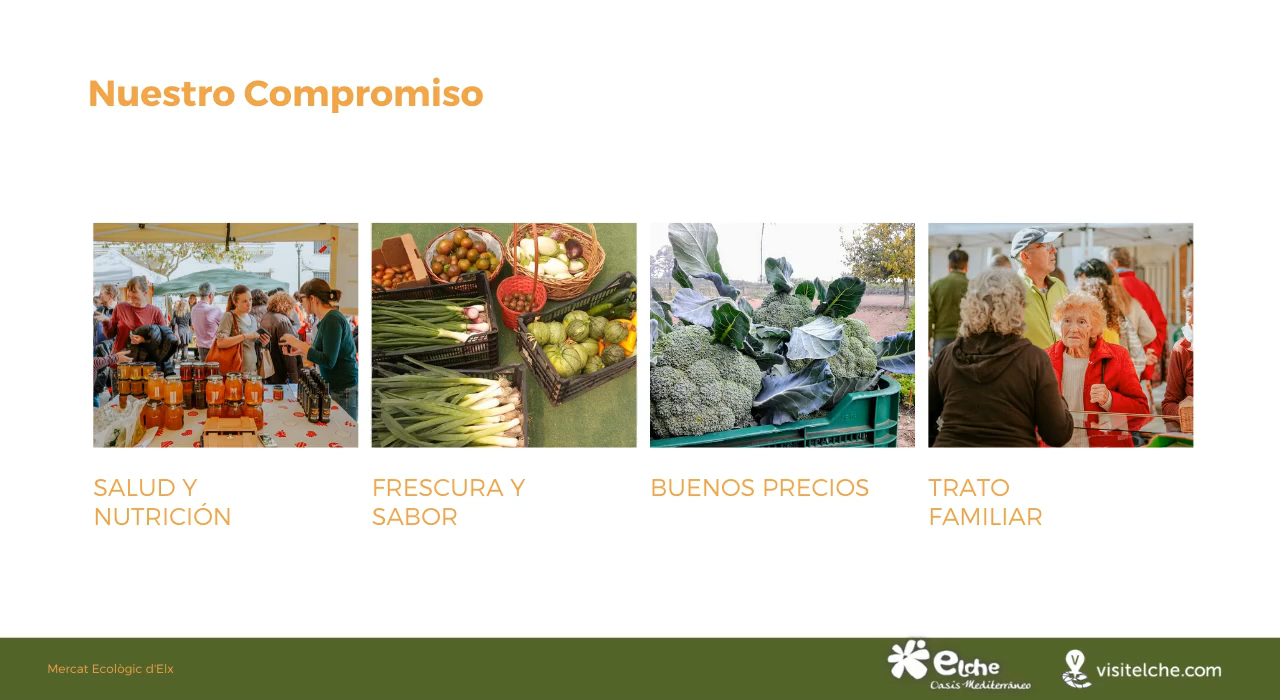 Nuestro Compromiso
SALUD Y
NUTRICIÓN
FRESCURA Y
SABOR
BUENOS PRECIOS
TRATO
FAMILIAR
Mercat Ecològic d'Elx
elche
Oasis Mediterráneo
V
visitelche.com